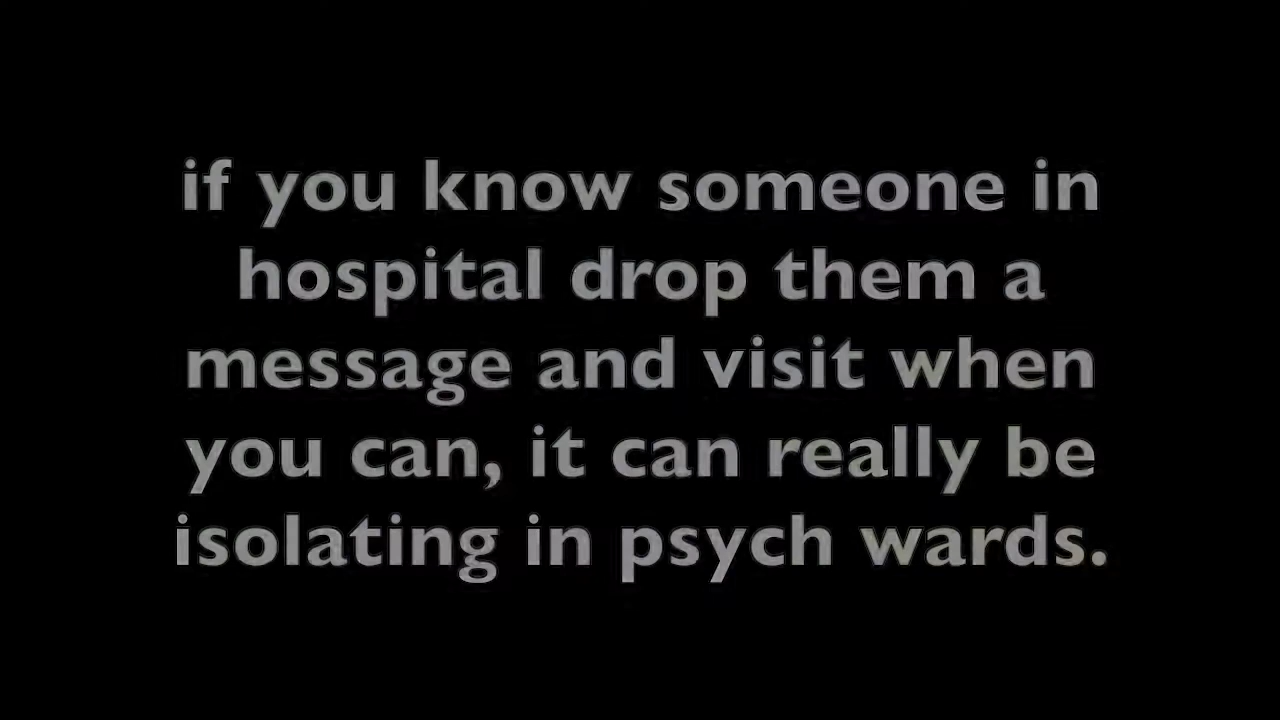 if you know someone in
hospital drop them a
message and visit when
you can, it can really be
isolating in psych wards.